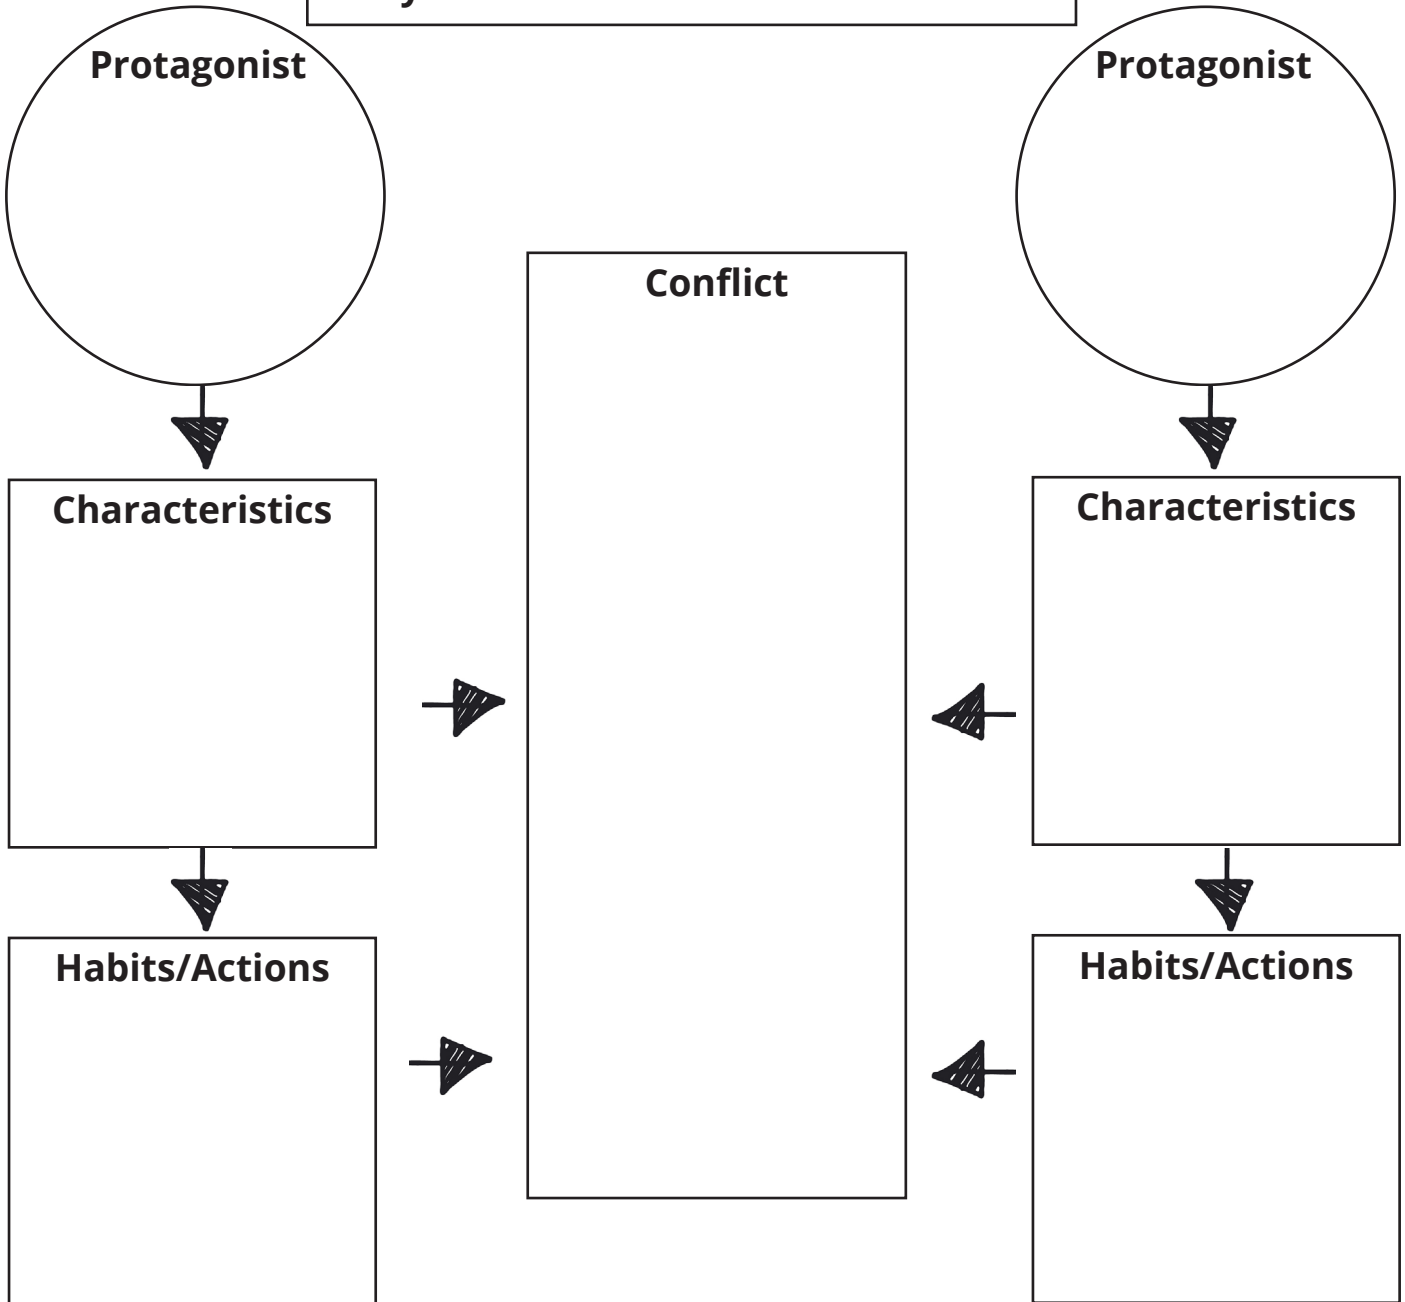 Protagonist
Protagonist
Conflict
Characteristics
Characteristics
Habits/Actions
Habits/Actions